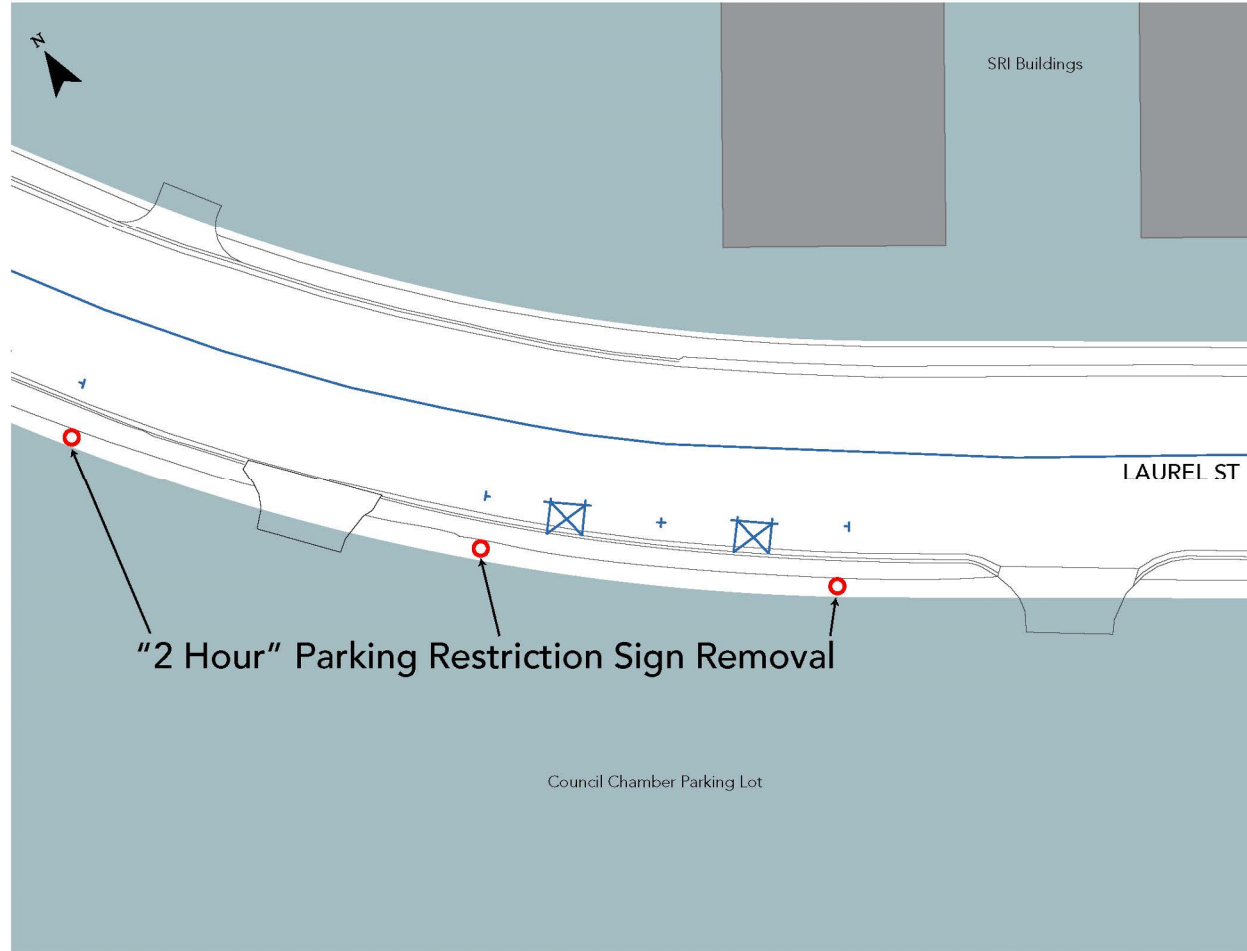 N
SRI Buildings
LAUREL ST
"2 Hour" Parking Restriction Sign Removal
Council Chamber Parking Lot